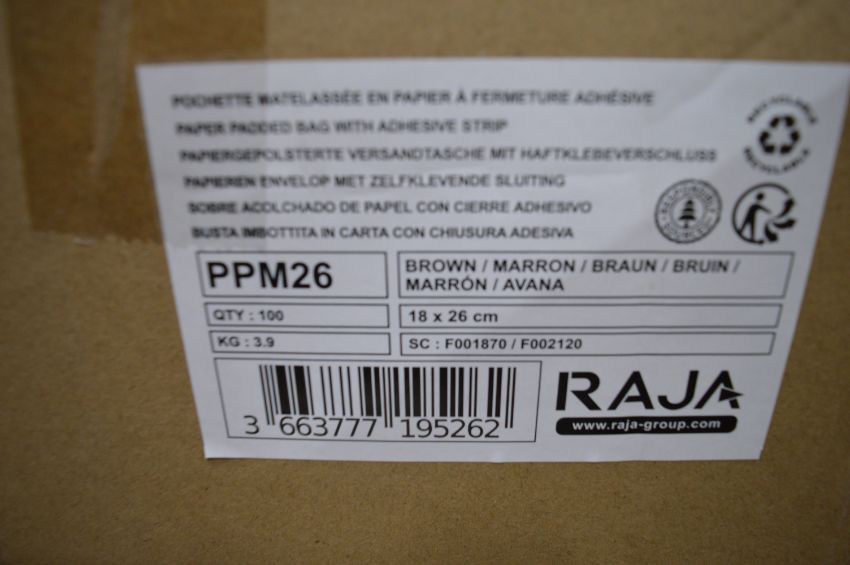 POCHETTE MATELASSÉE EN PAPIER À FERMETURE ADHÉSIVE
PAPER PADDED BAG WITH ADHESIVE STRIP
PAPIERGEPOLSTERTE VERSANDTASCHE MIT HAFTKLEBEVERSCHLUSS
PAPIEREN ENVELOP MET ZELFKLEVENDE SLUITING
SOBRE ACOLCHADO DE PAPEL CON CIERRE ADHESIVO
BUSTA IMBOTTITA IN CARTA CON CHIUSURA ADESIVA
RECYCLABLE
RECYCLABLE
RESPONSIBLY
SOURCED
PPM26
BROWN / MARRON / BRAUN / BRUIN /
MARRÓN / AVANA
QTY : 100
18 x 26 cm
KG : 3.9
SC : F001870 / F002120
3 663777 195262
RAJA
www.raja-group.com